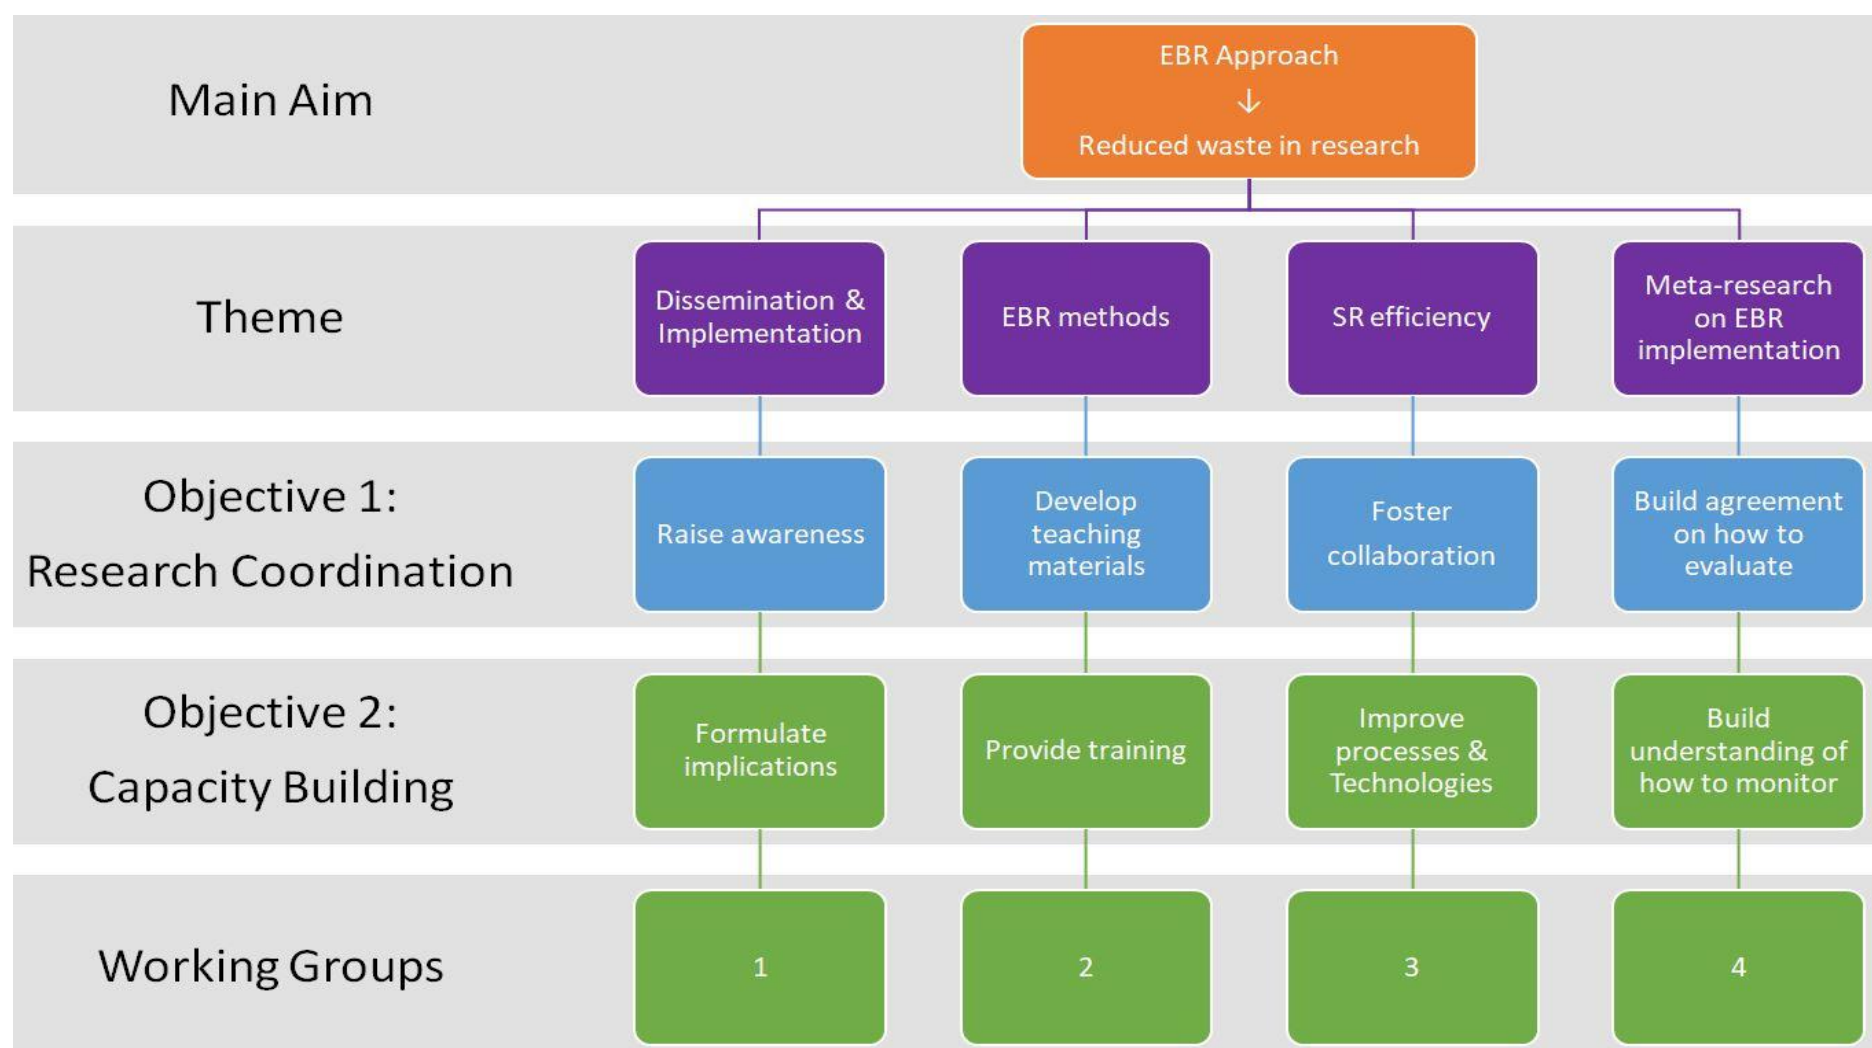 Main Aim
EBR Approach
↓
Reduced waste in research
Theme
Dissemination &
Implementation
EBR methods
SR efficiency
Meta-research
on EBR
implementation
Objective 1:
Research Coordination
Raise awareness
Develop
teaching
materials
Foster
collaboration
Build agreement
on how to
evaluate
Objective 2:
Capacity Building
Formulate
implications
Provide training
Improve
processes &
Technologies
Build
understanding of
how to monitor
Working Groups
1
2
3
4